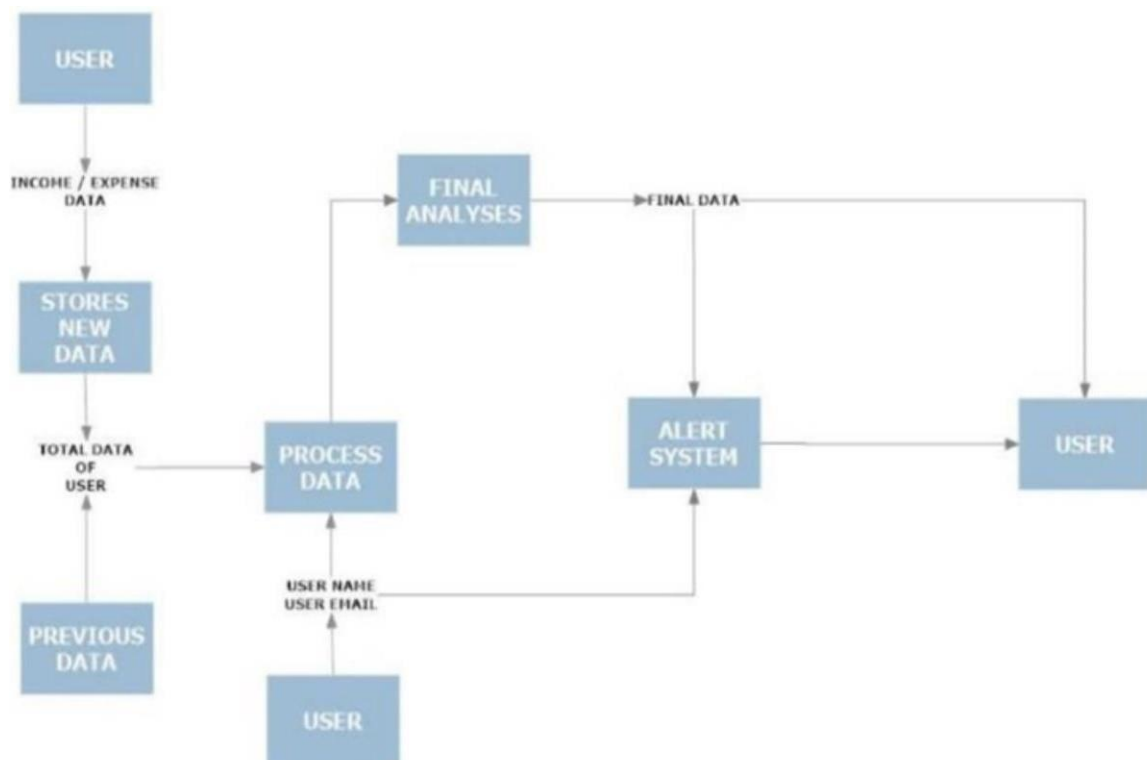 USER
INCOME / EXPENSE
DATA
STORES
NEW
DATA
TOTAL DATA
OF
USER
PREVIOUS
DATA
PROCESS
DATA
USER NAME
USER EMAIL
USER
FINAL
ANALYSES
FINAL DATA
ALERT
SYSTEM
USER